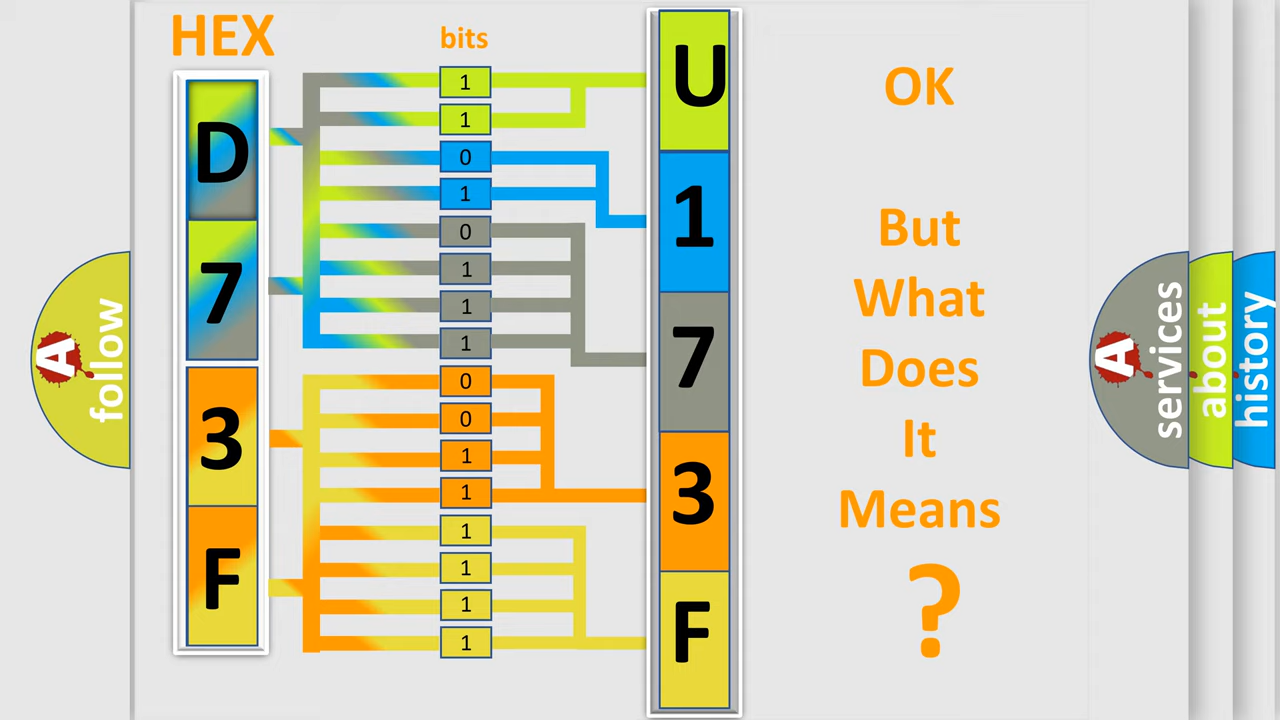 HEX
bits
D
7
3
F
1
1
0
1
0
1
1
1
0
0
1
1
1
1
1
1
U
1
7
3
F
OK
But
What
Does
It
Means
?
A
follow
A
services
about
history